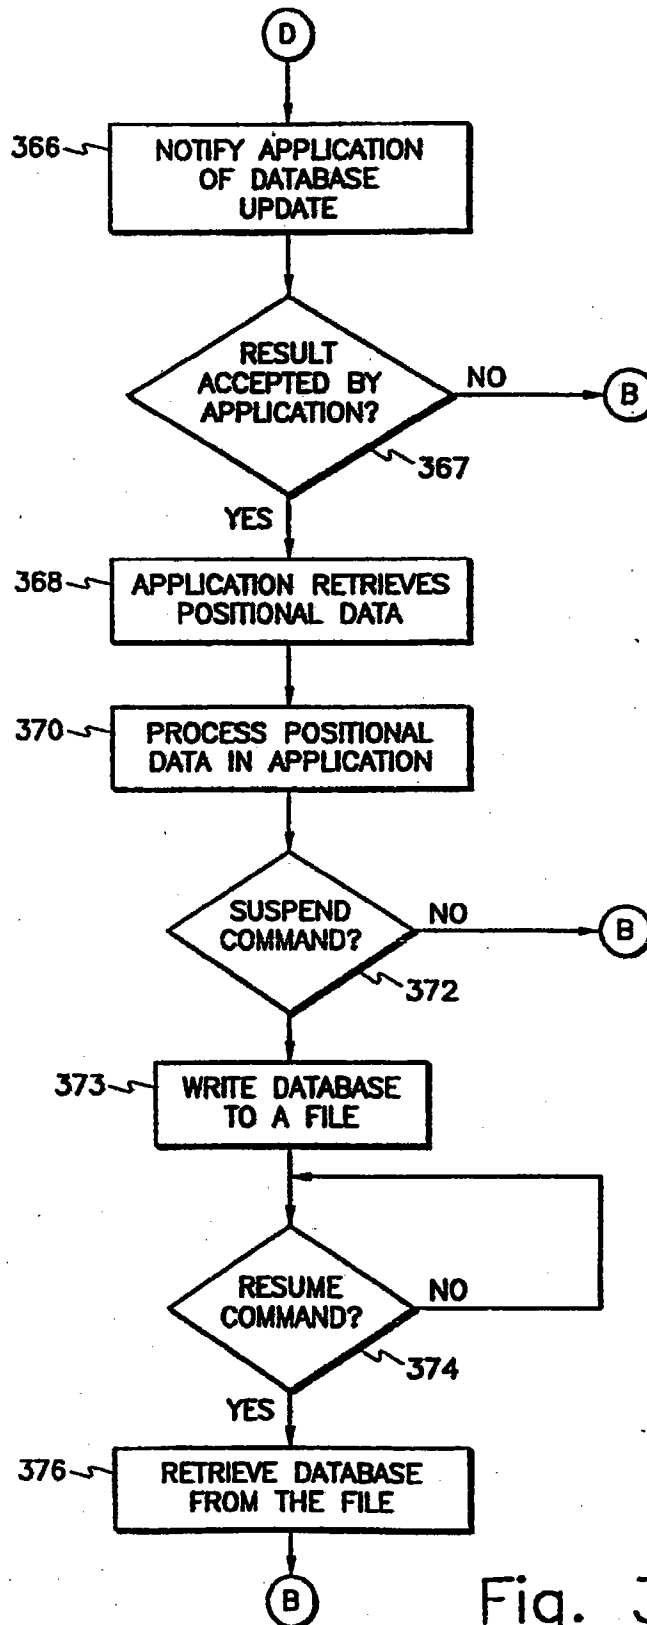 D
366
NOTIFY APPLICATION
OF DATABASE
UPDATE
RESULT
ACCEPTED BY
APPLICATION?
NO
B
367
YES
368
APPLICATION RETRIEVES
POSITIONAL DATA
370
PROCESS POSITIONAL
DATA IN APPLICATION
SUSPEND
COMMAND?
NO
B
372
373
WRITE DATABASE
TO A FILE
RESUME
COMMAND?
NO
374
YES
376
RETRIEVE DATABASE
FROM THE FILE
B
Fig. 3